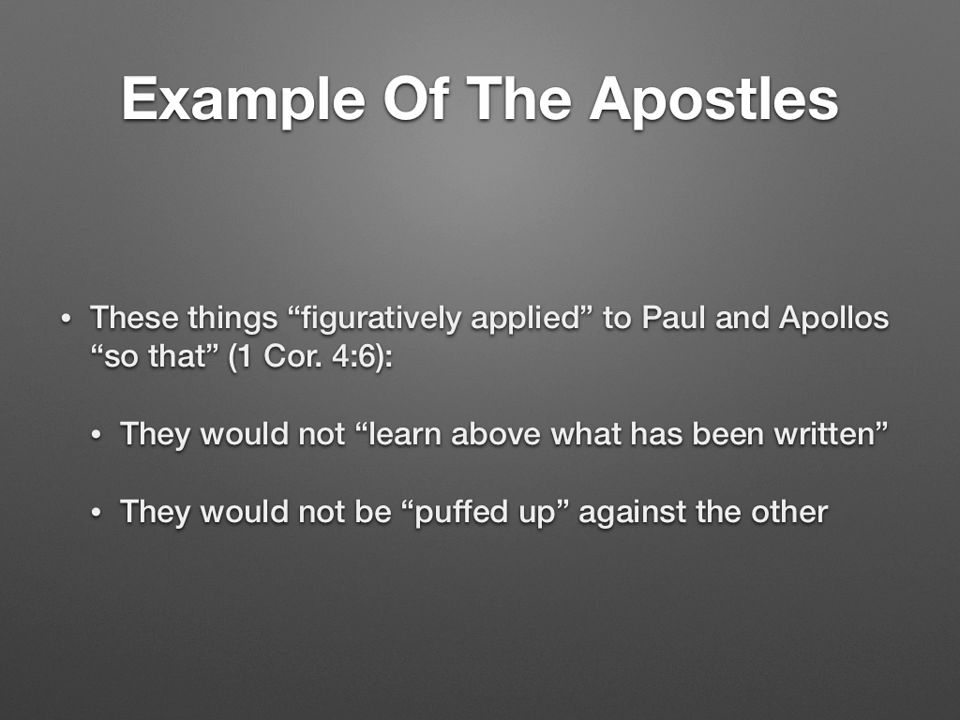 Example Of The Apostles
• These things “figuratively applied” to Paul and Apollos
“so that” (1 Cor. 4:6):
• They would not “learn above what has been written”
• They would not be “puffed up” against the other